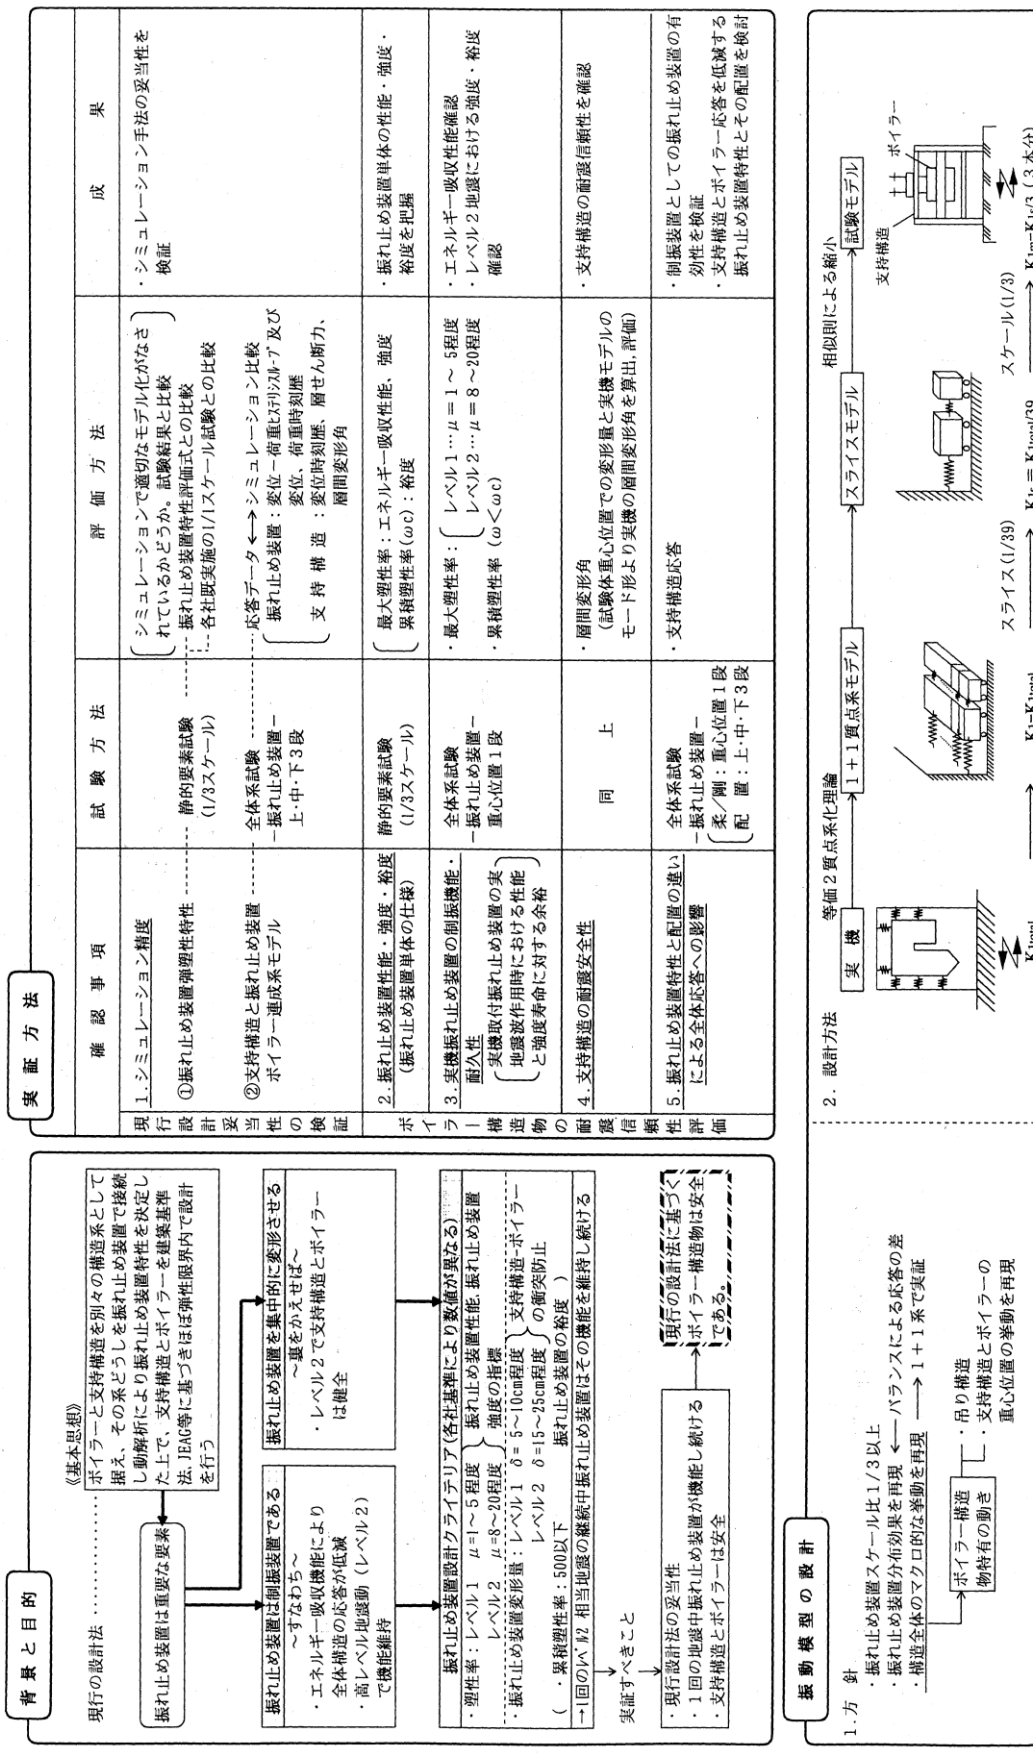 背景と目的
現行の設計法
《基本思想》
ボイラーと支持構造を別々の構造系として
据え、その系どうしを振れ止め装置で接続
し動解析により振れ止め装置特性を決定し
た上で、支持構造とボイラーを建築基準
法、JEAG等に基づきほぼ弾性限界内で設計
を行う
振れ止め装置は重要な要素
振れ止め装置は制振装置である
～すなわち～
・エネルギー吸収機能により
全体構造の応答が低減
・高レベル地震動(レベル2)
で機能維持
振れ止め装置を集中的に変形させる
～裏をかえせば～
・レベル2で支持構造とボイラー
は健全
振れ止め装置設計クライテリア(各社基準により数値が異なる)
・塑性率:レベル1 μ=1～5程度
レベル2 μ=8～20程度
振れ止め装置性能、振れ止め装置
強度の指標
・振れ止め装置変形量:レベル1 δ=5～10cm程度
レベル2 δ=15～25cm程度
支持構造-ボイラー
の衝突防止
(・累積塑性率:500以下 振れ止め装置の裕度 )
→1回のレベル2 相当地震の継続中振れ止め装置はその機能を維持し続ける
実証すべきこと
・現行設計法の妥当性
・1回の地震中振れ止め装置が機能し続ける
・支持構造とボイラーは安全
現行の設計法に基づく
ボイラー構造物は安全
である。
実証方法
確認事項 試験方法 評価方法 成果
現行設計妥当性の検証
1.シミュレーション精度
①振れ止め装置弾塑性特性
静的要素試験
(1/3スケール)
シミュレーションで適切なモデル化がなさ
れているかどうか。試験結果と比較
振れ止め装置特性評価式との比較
各社既実施の1/1スケール試験との比較
・シミュレーション手法の妥当性を
検証
②支持構造と振れ止め装置
ボイラー連成系モデル
全体系試験
－振れ止め装置－
上・中・下3段
応答データ⟷シミュレーション比較
振れ止め装置:変位－荷重ヒステリシスループ及び
変位、荷重時刻歴
支持構造:変位時刻歴、層せん断力、
層間変形角
ボイラー構造物の耐震信頼性評価
2.振れ止め装置性能・強度・裕度
(振れ止め装置単体の仕様)
静的要素試験
(1/3スケール)
最大塑性率:エネルギー吸収性能、強度
累積塑性率(ωc):裕度
・振れ止め装置単体の性能・強度・
裕度を把握
3.実機振れ止め装置の制振機能・
耐久性
実機取付振れ止め装置の実
地震波作用時における性能
と強度寿命に対する余裕
全体系試験
－振れ止め装置－
重心位置1段
・最大塑性率:
レベル1…μ=1～5程度
レベル2…μ=8～20程度
・累積塑性率(ω<ωc)
・エネルギー吸収性能確認
・レベル2地震における強度・裕度
確認
4.支持構造の耐震安全性
同上
・層間変形角
(試験体重心位置での変形量と実機モデルの
モード形より実機の層間変形角を算出、評価)
・支持構造の耐震信頼性を確認
5.振れ止め装置特性と配置の違い
による全体応答への影響
全体系試験
－振れ止め装置－
柔/剛:重心位置1段
配置:上・中・下3段
・支持構造応答
・制振装置としての振れ止め装置の有
効性を検証
・支持構造とボイラー応答を低減する
振れ止め装置特性とその配置を検討
振動模型の設計
1.方針
・振れ止め装置スケール比1/3以上
・振れ止め装置分布効果を再現 ← バランスによる応答の差
・構造全体のマクロ的な挙動を再現 → 1+1系で実証
ボイラー構造
物特有の動き
・吊り構造
・支持構造とボイラーの
重心位置の挙動を再現
2. 設計方法
等価2質点系化理論
相似則による縮小
実機
1+1質点系モデル
スライスモデル
試験モデル
支持構造
ボイラー
スライス(1/39)
スケール(1/3)